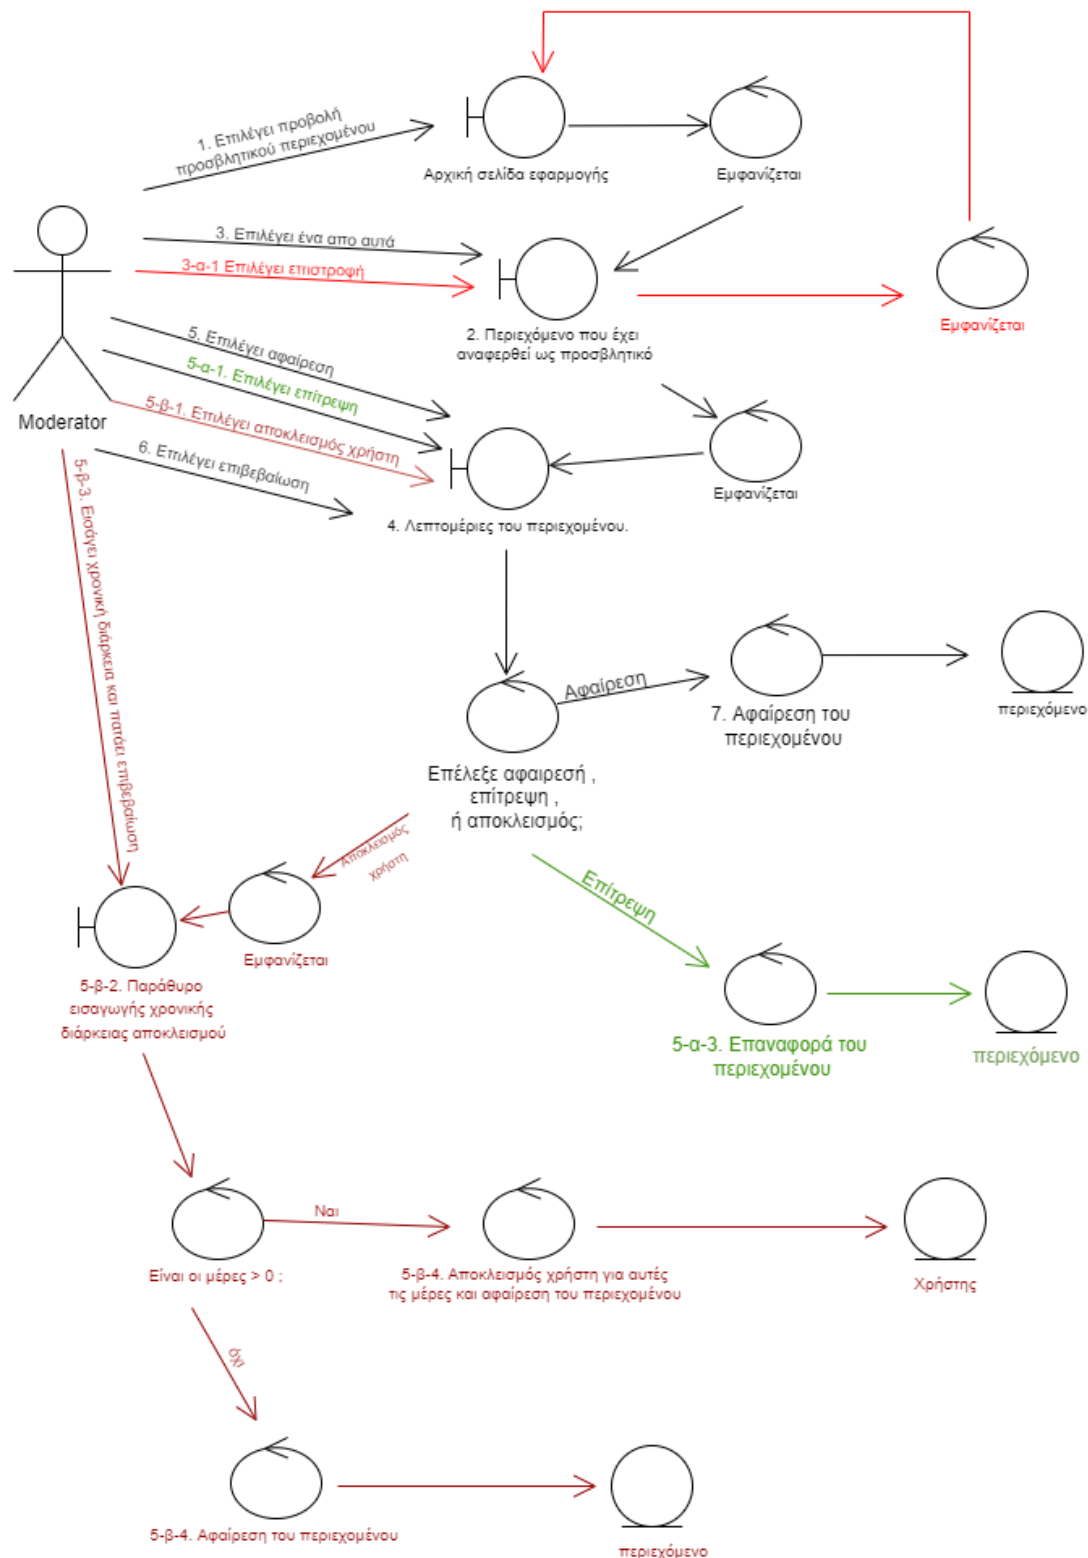 1. Επιλέγει προβολή
προσβλητικού περιεχομένου
Αρχική σελίδα εφαρμογής
Εμφανίζεται
3. Επιλέγει ένα απο αυτά
3-α-1 Επιλέγει επιστροφή
Εμφανίζεται
2. Περιεχόμενο που έχει
αναφερθεί ως προσβλητικό
5. Επιλέγει αφαίρεση
5-α-1. Επιλέγει επίτρεψη
5-β-1. Επιλέγει αποκλεισμός χρήστη
6. Επιλέγει επιβεβαίωση
Moderator
Εμφανίζεται
4. Λεπτομέριες του περιεχομένου.
5-β-3. Εισάγει χρονική διάρκεια και πατάει επιβεβαίωση
Αφαίρεση
7. Αφαίρεση του
περιεχομένου
περιεχόμενο
Επέλεξε αφαιρεσή ,
επίτρεψη ,
ή αποκλεισμός;
Αποκλεισμός
χρήστη
Επίτρεψη
Εμφανίζεται
5-β-2. Παράθυρο
εισαγωγής χρονικής
διάρκειας αποκλεισμού
5-α-3. Επαναφορά του
περιεχομένου
περιεχόμενο
Ναι
Είναι οι μέρες > 0 ;
5-β-4. Αποκλεισμός χρήστη για αυτές
τις μέρες και αφαίρεση του περιεχομένου
Χρήστης
όχι
5-β-4. Αφαίρεση του περιεχομένου
περιεχόμενο